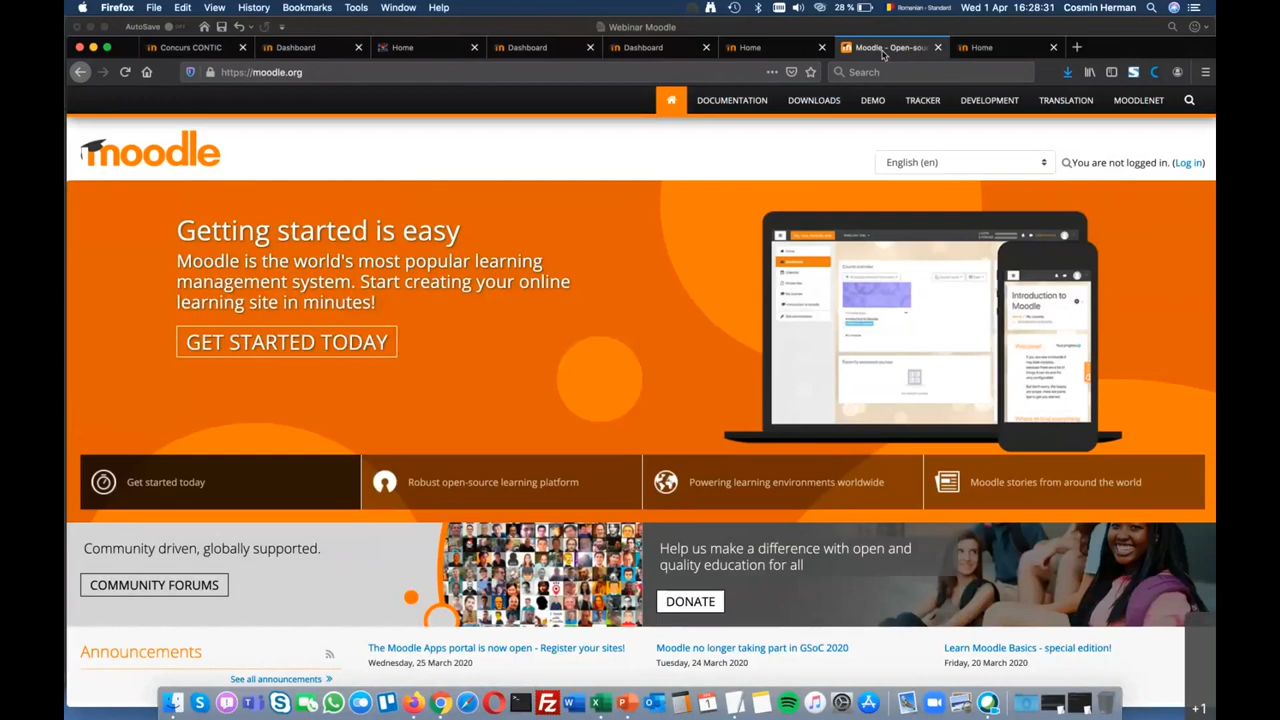 Firefox File Edit View History Bookmarks Tools Window Help 28 % Romanian - Standard Wed 1 Apr 16:28:31 Cosmin Herman
AutoSave Webinar Moodle
Concurs CONTIC Dashboard Home Dashboard Dashboard Home Moodle - Open-sour Home
https://moodle.org Search
DOCUMENTATION DOWNLOADS DEMO TRACKER DEVELOPMENT TRANSLATION MOODLENET
moodle
English (en) You are not logged in. (Log in)
Getting started is easy
Moodle is the world's most popular learning
management system. Start creating your online
learning site in minutes!
GET STARTED TODAY
Introduction to
Moodle
Get started today Robust open-source learning platform Powering learning environments worldwide Moodle stories from around the world
Community driven, globally supported.
COMMUNITY FORUMS
Help us make a difference with open and
quality education for all
DONATE
Announcements
See all announcements
The Moodle Apps portal is now open - Register your sites!
Wednesday, 25 March 2020
Moodle no longer taking part in GSoC 2020
Tuesday, 24 March 2020
Learn Moodle Basics - special edition!
Friday, 20 March 2020
+1